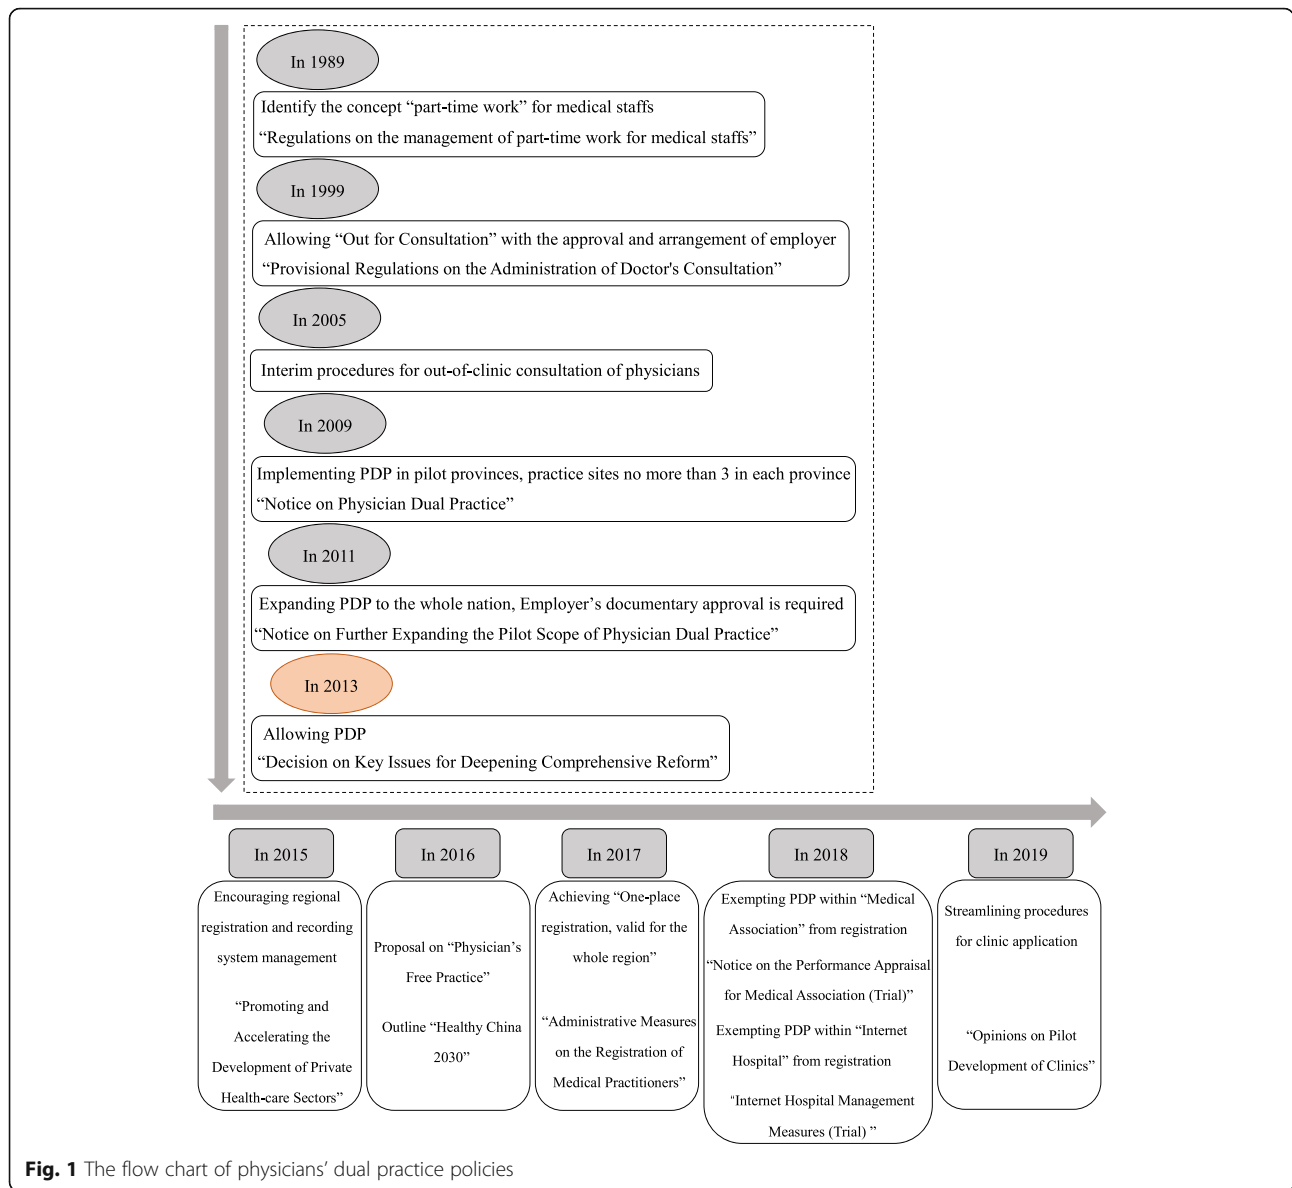 In 1989
Identify the concept “part-time work” for medical staffs
“Regulations on the management of part-time work for medical staffs”
In 1999
Allowing “Out for Consultation” with the approval and arrangement of employer
“Provisional Regulations on the Administration of Doctor's Consultation”
In 2005
Interim procedures for out-of-clinic consultation of physicians
In 2009
Implementing PDP in pilot provinces, practice sites no more than 3 in each province
“Notice on Physician Dual Practice”
In 2011
Expanding PDP to the whole nation, Employer’s documentary approval is required
“Notice on Further Expanding the Pilot Scope of Physician Dual Practice”
In 2013
Allowing PDP
“Decision on Key Issues for Deepening Comprehensive Reform”
In 2015
Encouraging regional
registration and recording
system management
“Promoting and
Accelerating the
Development of Private
Health-care Sectors”
In 2016
Proposal on “Physician’s
Free Practice”
Outline “Healthy China
2030”
In 2017
Achieving “One-place
registration, valid for the
whole region”
“Administrative Measures
on the Registration of
Medical Practitioners”
In 2018
Exempting PDP within “Medical
Association” from registration
“Notice on the Performance Appraisal
for Medical Association (Trial)”
Exempting PDP within “Internet
Hospital” from registration
“Internet Hospital Management
Measures (Trial) ”
In 2019
Streamlining procedures
for clinic application
“Opinions on Pilot
Development of Clinics”
Fig. 1 The flow chart of physicians’ dual practice policies